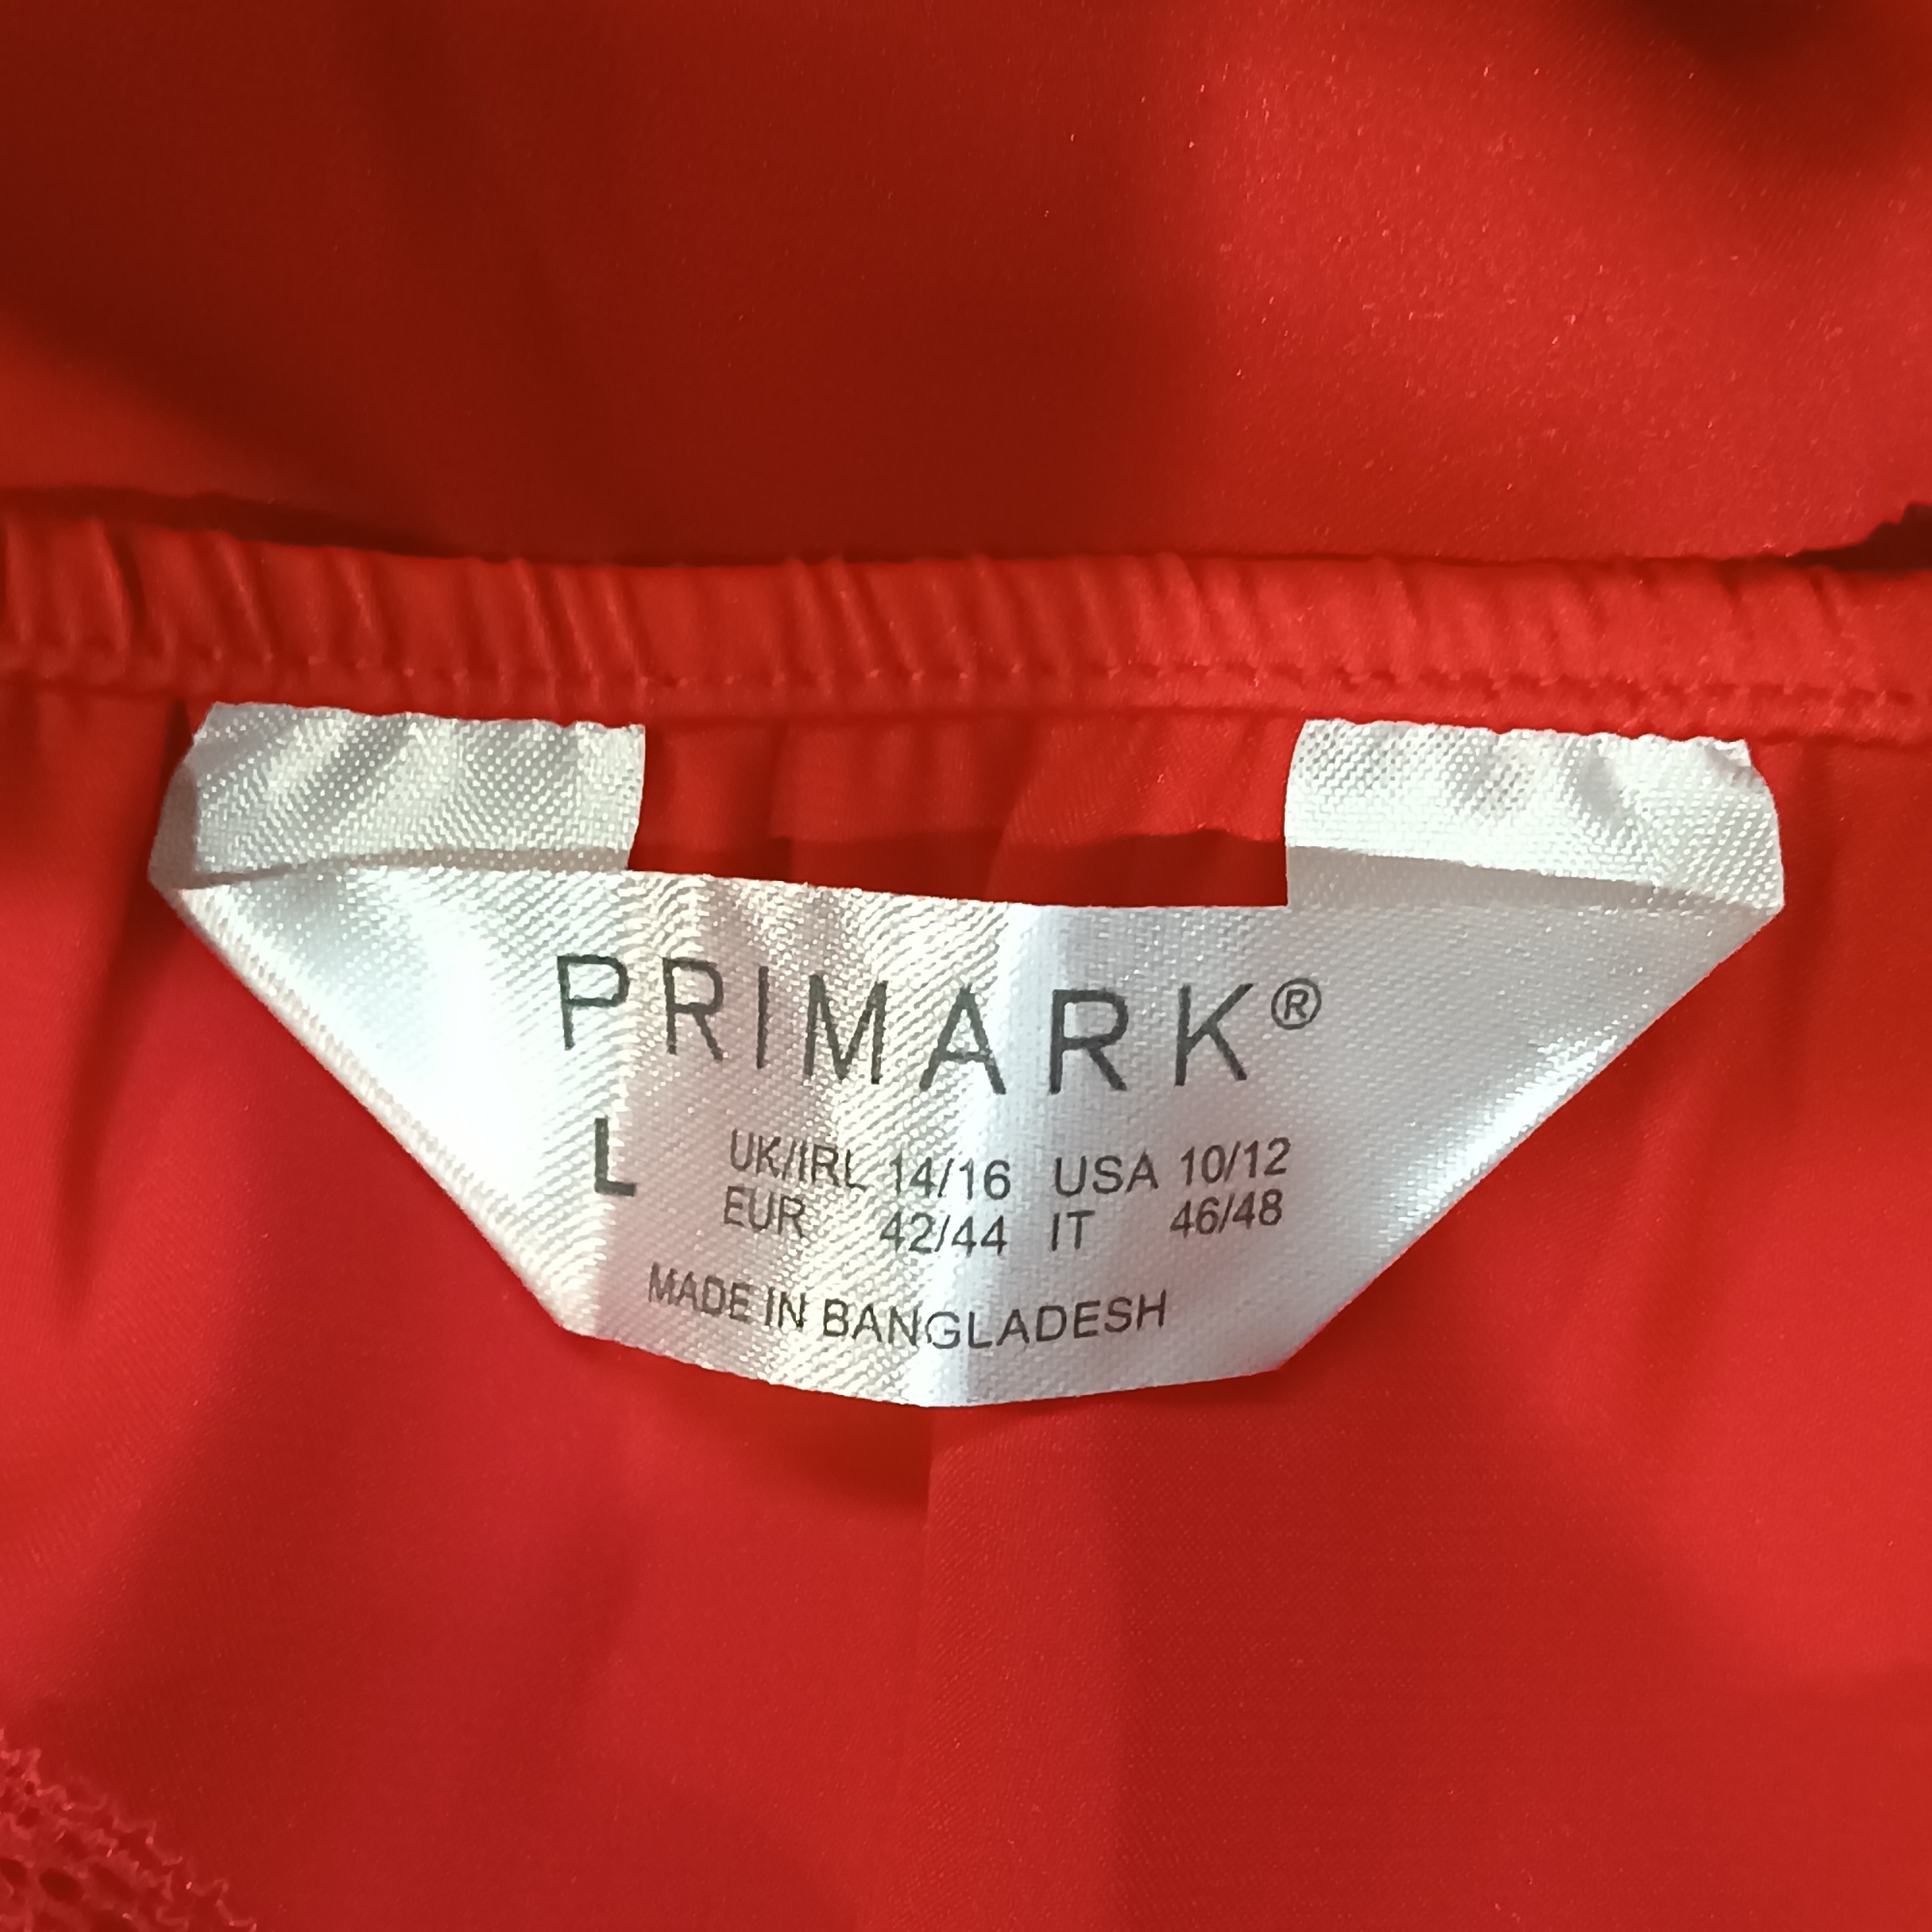 PRIMARK®
L UK/IRL 14/16 USA 10/12
EUR 42/44 IT 46/48
MADE IN BANGLADESH